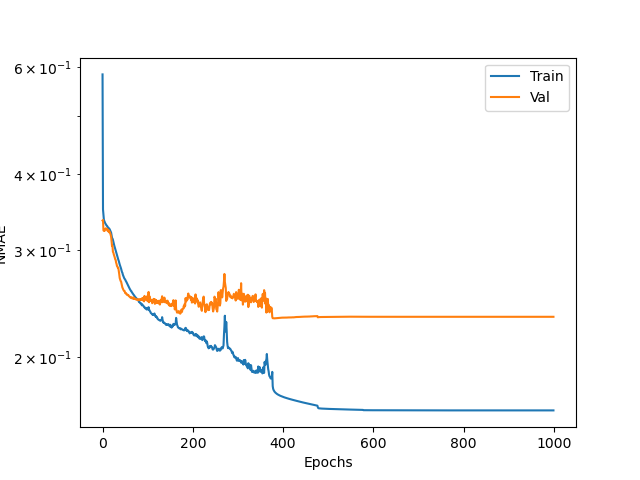 6 × 10⁻¹
4 × 10⁻¹
3 × 10⁻¹
2 × 10⁻¹
NMAE
Train
Val
0 200 400 600 800 1000
Epochs